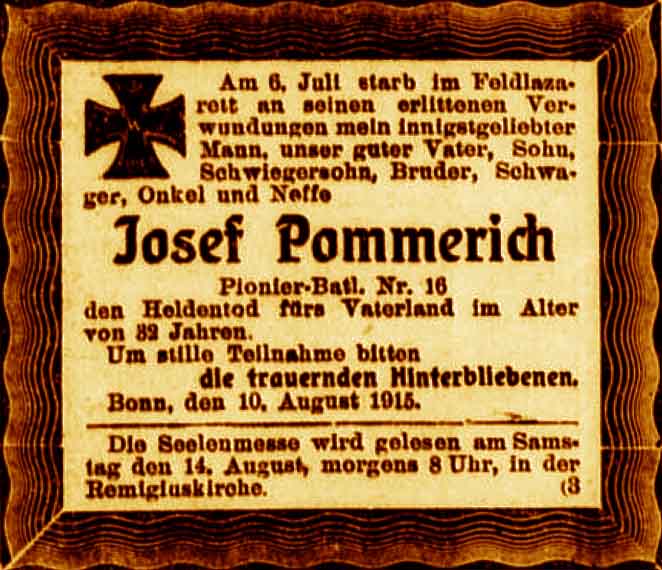 Am 6. Juli starb im Feldlaza-
rett an seinen erlittenen Ver-
wundungen mein innigstgeliebter
Mann, unser guter Vater, Sohn,
Schwiegersohn, Bruder, Schwa-
ger, Onkel und Neffe
Josef Pommerich
Pionier-Batl. Nr. 16
den Heldentod fürs Vaterland im Alter
von 32 Jahren.
Um stille Teilnahme bitten
die trauernden Hinterbliebenen.
Bonn, den 10. August 1915.
Die Seelenmesse wird gelesen am Sams-
tag den 14. August, morgens 8 Uhr, in der
Remigiuskirche. (3